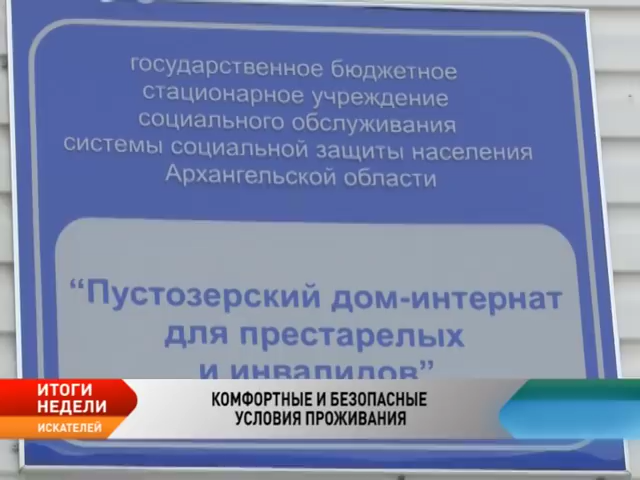 государственное бюджетное
стационарное учреждение
социального обслуживания
системы социальной защиты населения
Архангельской области
“Пустозерский дом-интернат
для престарелых
и инвалидов”
ИТОГИ
НЕДЕЛИ
ИСКАТЕЛЕЙ
КОМФОРТНЫЕ И БЕЗОПАСНЫЕ
УСЛОВИЯ ПРОЖИВАНИЯ